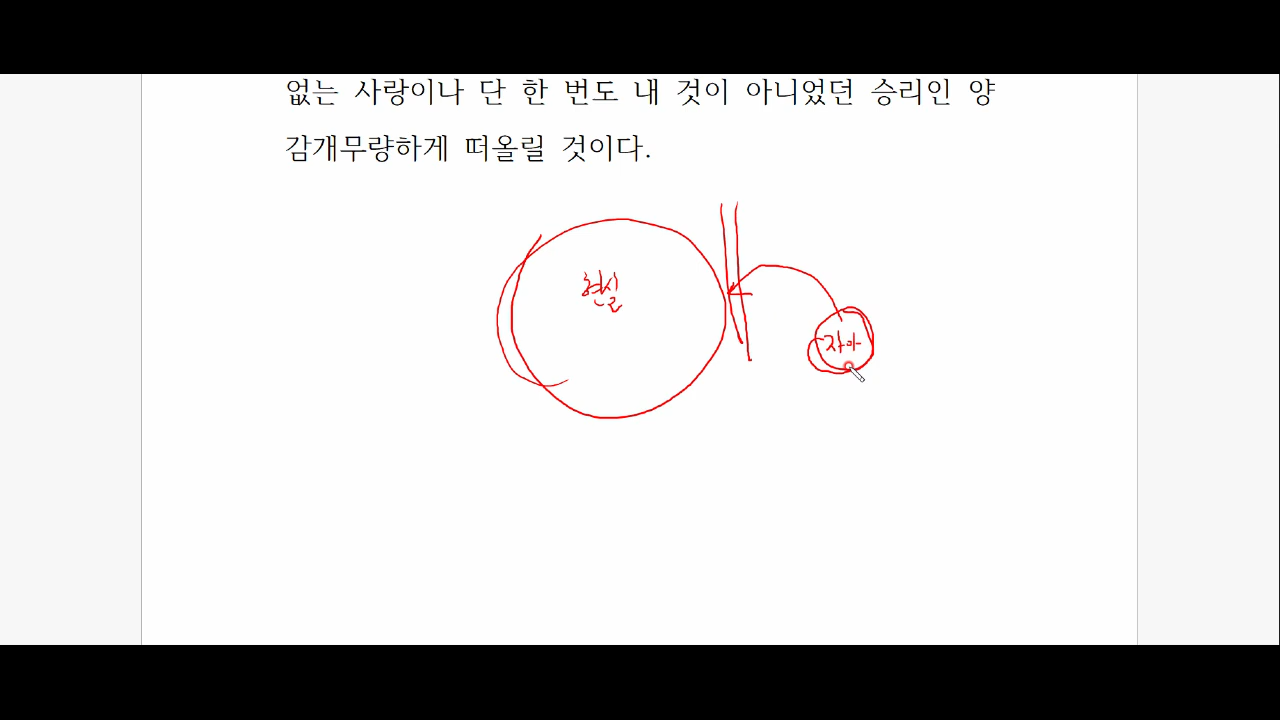 없는 사랑이나 단 한 번도 내 것이 아니었던 승리인 양
감개무량하게 떠올릴 것이다.
현실
자아